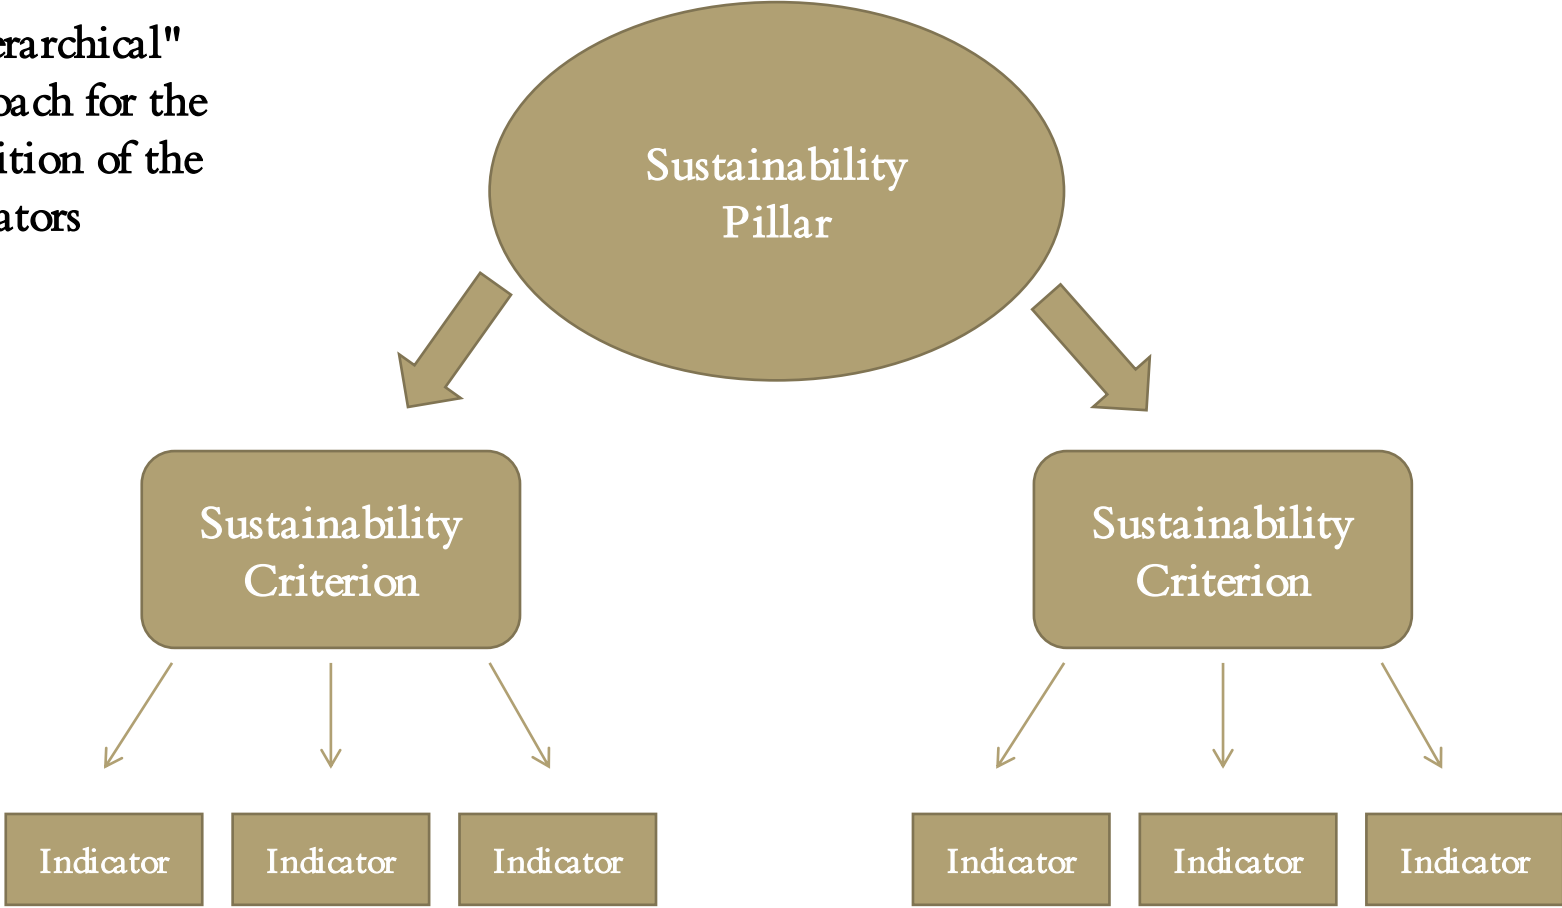 erarchical"
oach for the
ition of the
ators
Sustainability
Pillar
Sustainability
Criterion
Sustainability
Criterion
Indicator
Indicator
Indicator
Indicator
Indicator
Indicator